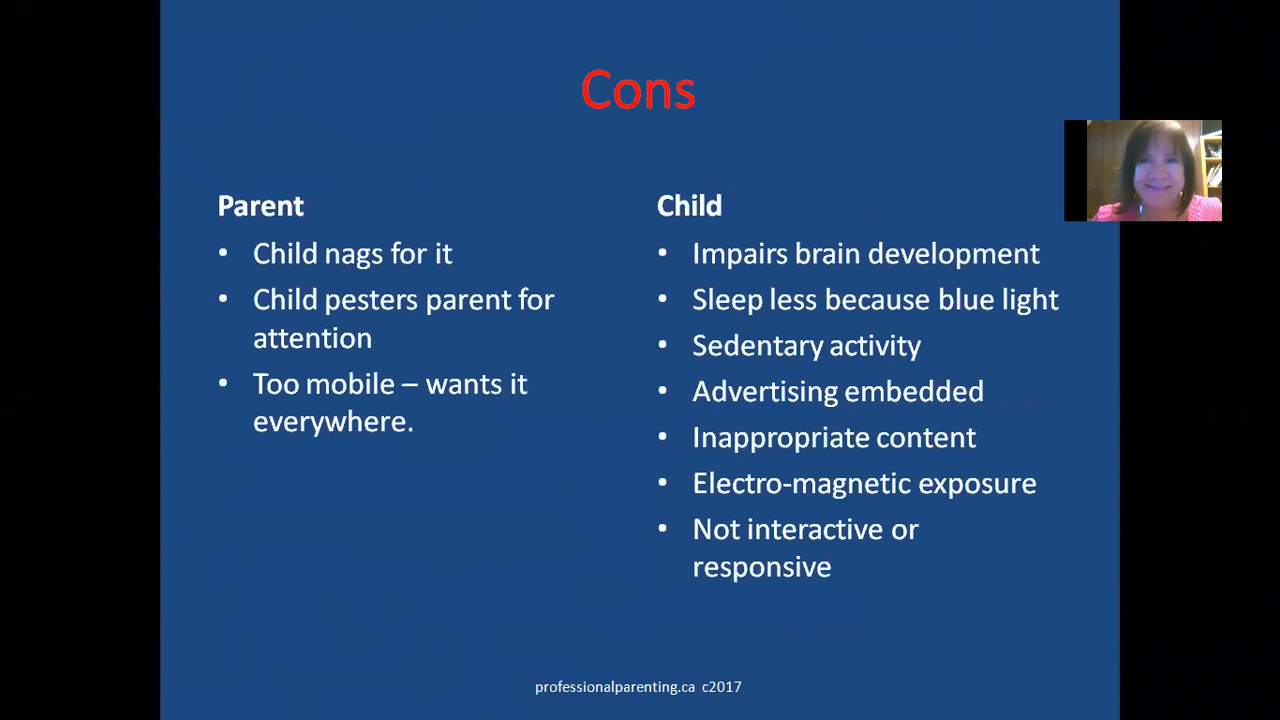 Cons
Parent
• Child nags for it
• Child pesters parent for
attention
• Too mobile – wants it
everywhere.
Child
• Impairs brain development
• Sleep less because blue light
• Sedentary activity
• Advertising embedded
• Inappropriate content
• Electro-magnetic exposure
• Not interactive or
responsive
professionalparenting.ca c2017